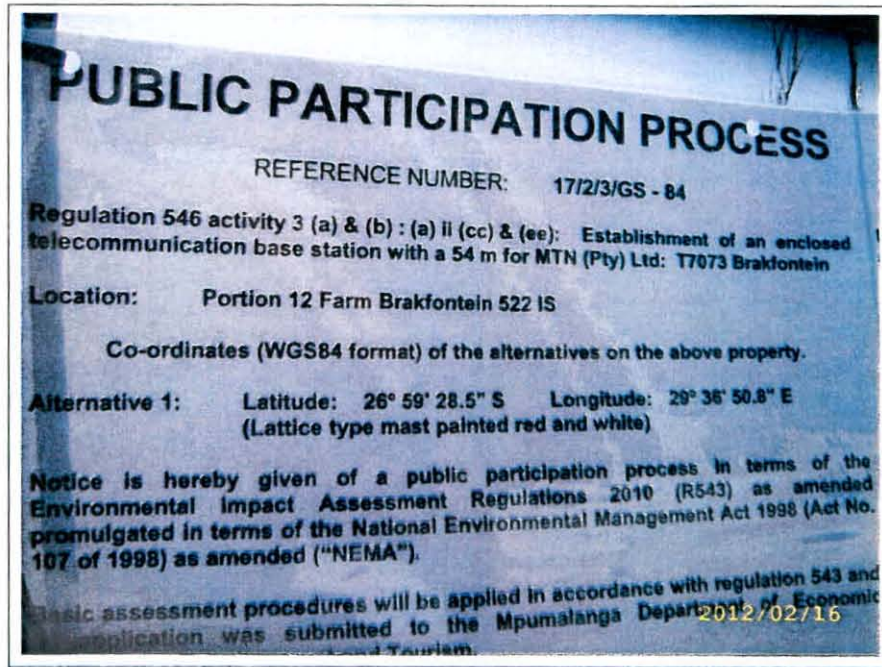 PUBLIC PARTICIPATION PROCESS
REFERENCE NUMBER: 17/2/3/GS - 84
Regulation 546 activity 3 (a) & (b) : (a) ii (cc) & (ee): Establishment of an enclosed
telecommunication base station with a 54 m for MTN (Pty) Ltd: T7073 Brakfontein
Location: Portion 12 Farm Brakfontein 522 IS
Co-ordinates (WGS84 format) of the alternatives on the above property.
Alternative 1: Latitude: 26° 59' 28.5" S Longitude: 29° 36' 50.8" E
(Lattice type mast painted red and white)
Notice is hereby given of a public participation process in terms of the
Environmental Impact Assessment Regulations 2010 (R543) as amended
promulgated in terms of the National Environmental Management Act 1998 (Act No.
107 of 1998) as amended ("NEMA").
Basic assessment procedures will be applied in accordance with regulation 543 and
application was submitted to the Mpumalanga Department of Economic
and Tourism.
2012/02/16